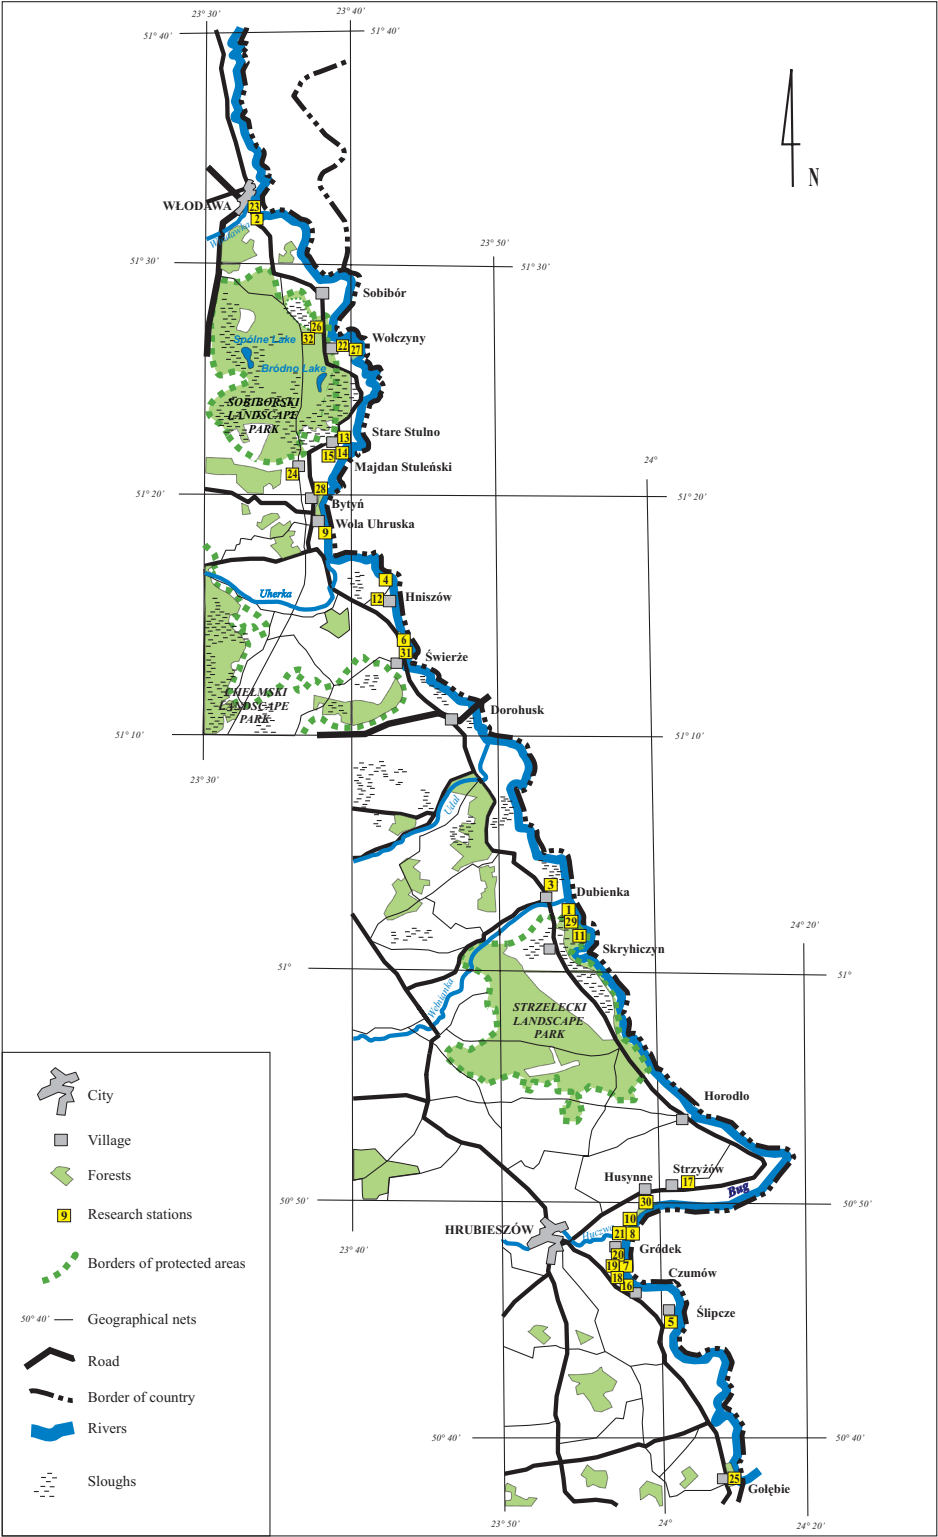 23° 30'
23° 40'
51° 40'
51° 40'
N
WŁODAWA
23
2
Włodawka
23° 50'
51° 30'
51° 30'
Sobibór
26
32
Spólne Lake
Wołczyny
22
27
Bródno Lake
SOBIBORSKI
LANDSCAPE
PARK
13
Stare Stulno
15
14
Majdan Stuleński
24
24°
28
51° 20'
51° 20'
Bytyń
Wola Uhruska
9
4
Uherka
12
Hniszów
6
31
Świerże
CHEŁMSKI
LANDSCAPE
PARK
Dorohusk
51° 10'
51° 10'
23° 30'
Udal
3
Dubienka
1
29
11
Skryhiczyn
24° 20'
51°
51°
Wełnianka
STRZELECKI
LANDSCAPE
PARK
Horodło
Husynne
Strzyżów
17
Bug
30
50° 50'
50° 50'
10
HRUBIESZÓW
Huczwa
21
8
23° 40'
20
Gródek
19
7
18
16
Czumów
Ślipcze
5
50° 40'
50° 40'
25
Gołębie
23° 50'
24°
24° 20'
City
Village
Forests
9
Research stations
Borders of protected areas
50° 40'
Geographical nets
Road
Border of country
Rivers
Sloughs